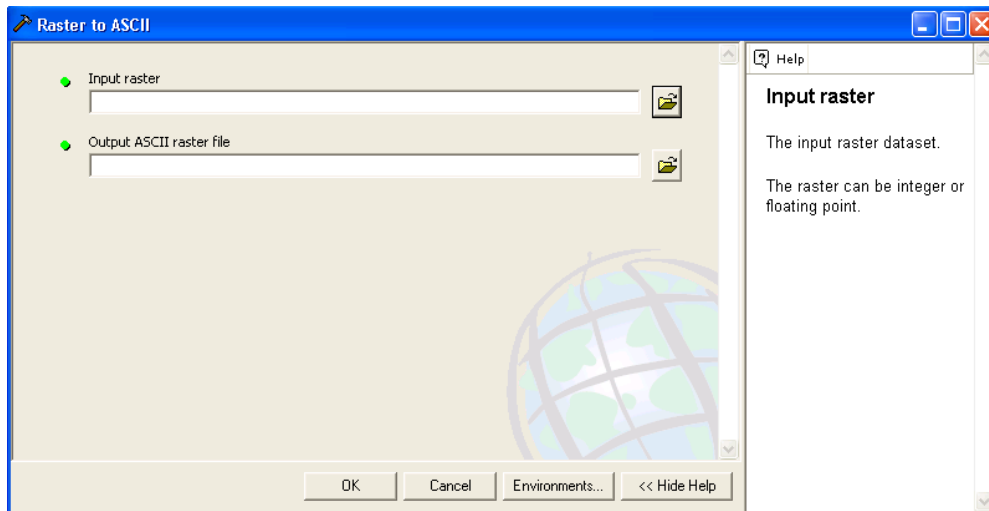 Raster to ASCII
Input raster
Output ASCII raster file
OK
Cancel
Environments...
<< Hide Help
Help
Input raster
The input raster dataset.
The raster can be integer or
floating point.